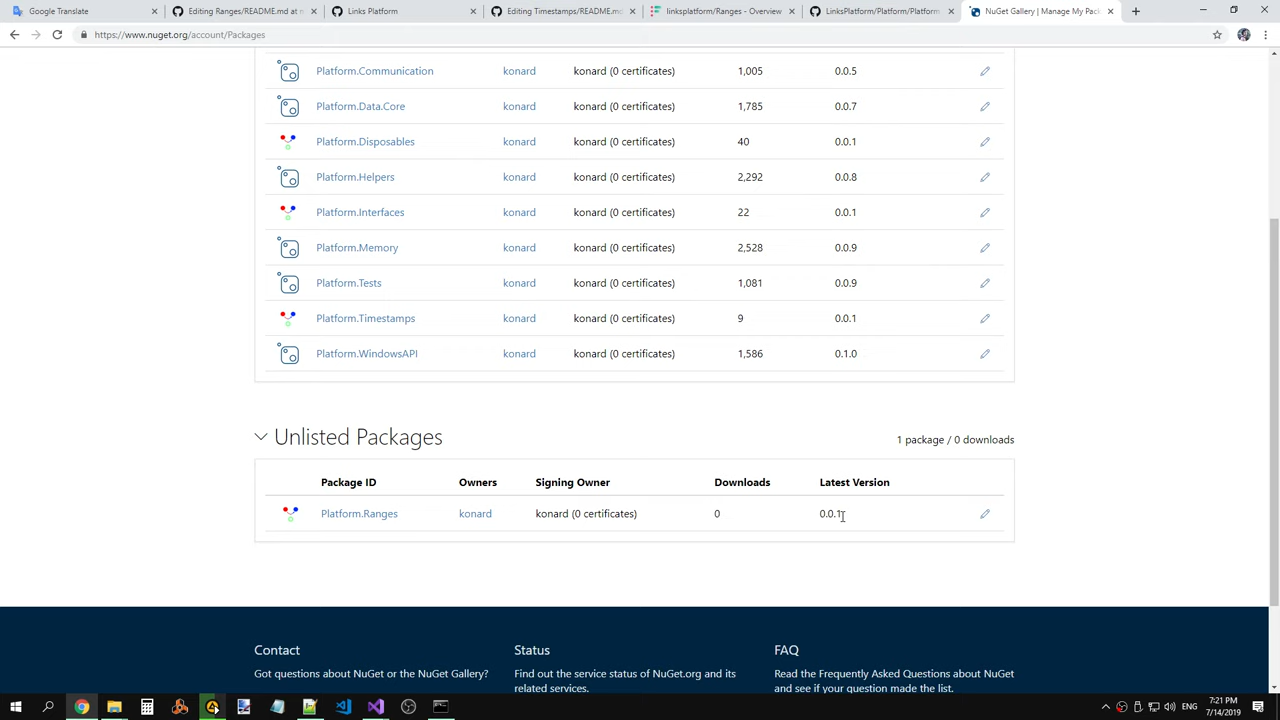 Google Translate
Editing Ranges/README.md at m
Links Platform
Editing Timestamps/README.m
linksplatform/Ranges - Overview
LinksPlatform/Platform/Platform
NuGet Gallery | Manage My Pack
https://www.nuget.org/account/Packages
Platform.Communication konard konard (0 certificates) 1,005 0.0.5
Platform.Data.Core konard konard (0 certificates) 1,785 0.0.7
Platform.Disposables konard konard (0 certificates) 40 0.0.1
Platform.Helpers konard konard (0 certificates) 2,292 0.0.8
Platform.Interfaces konard konard (0 certificates) 22 0.0.1
Platform.Memory konard konard (0 certificates) 2,528 0.0.9
Platform.Tests konard konard (0 certificates) 1,081 0.0.9
Platform.Timestamps konard konard (0 certificates) 9 0.0.1
Platform.WindowsAPI konard konard (0 certificates) 1,586 0.1.0
Unlisted Packages 1 package / 0 downloads
Package ID Owners Signing Owner Downloads Latest Version
Platform.Ranges konard konard (0 certificates) 0 0.0.1
Contact
Got questions about NuGet or the NuGet Gallery?
Status
Find out the service status of NuGet.org and its
related services.
FAQ
Read the Frequently Asked Questions about NuGet
and see if your question made the list.
ENG
7:21 PM
7/14/2019